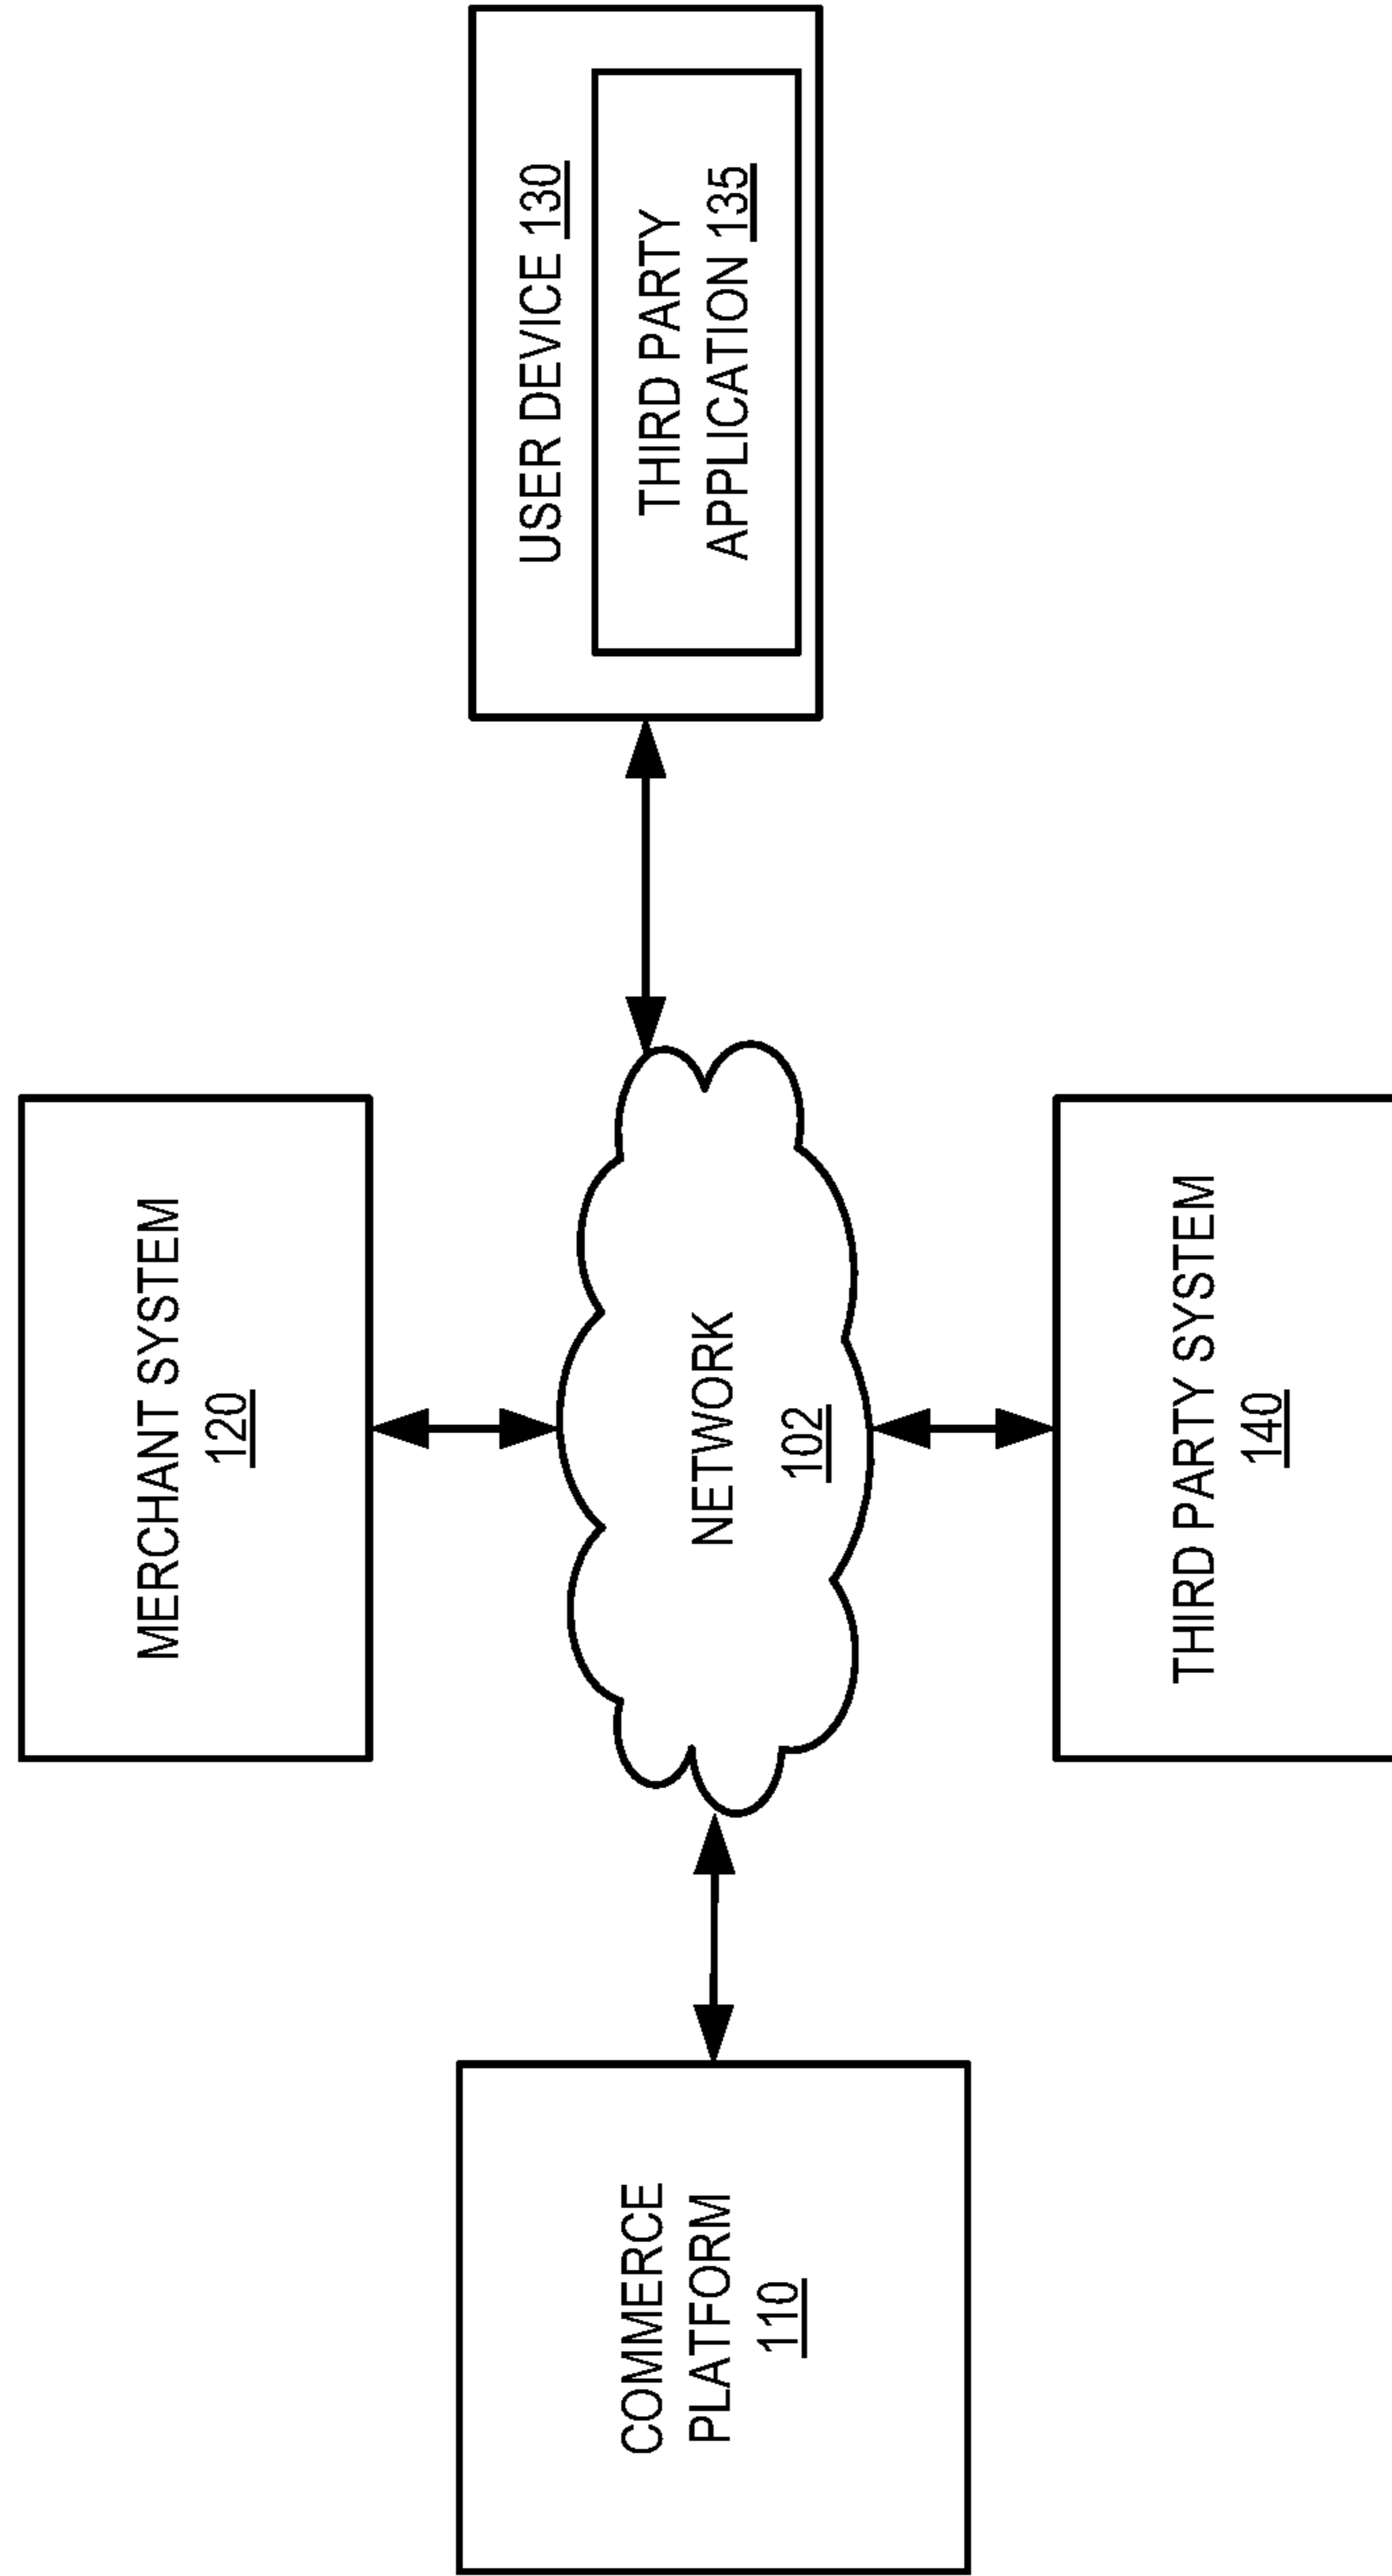 MERCHANT SYSTEM
120
COMMERCE
PLATFORM
110
NETWORK
102
USER DEVICE 130
THIRD PARTY
APPLICATION 135
THIRD PARTY SYSTEM
140